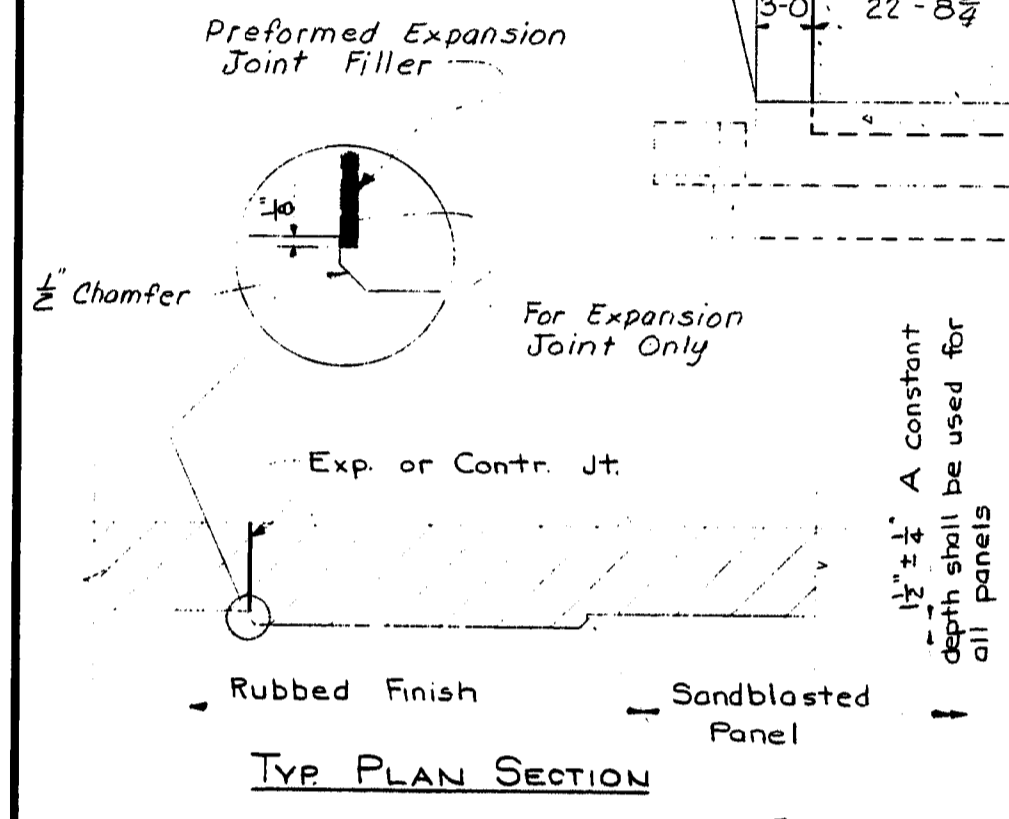 Preformed Expansion
Joint Filler
3-0
22-8¾
⅛"
½" Chamfer
For Expansion
Joint Only
Exp. or Contr. Jt.
1½" ± ¼" A constant
depth shall be used for
all panels
Rubbed Finish
Sandblasted
Panel
TYP. PLAN SECTION